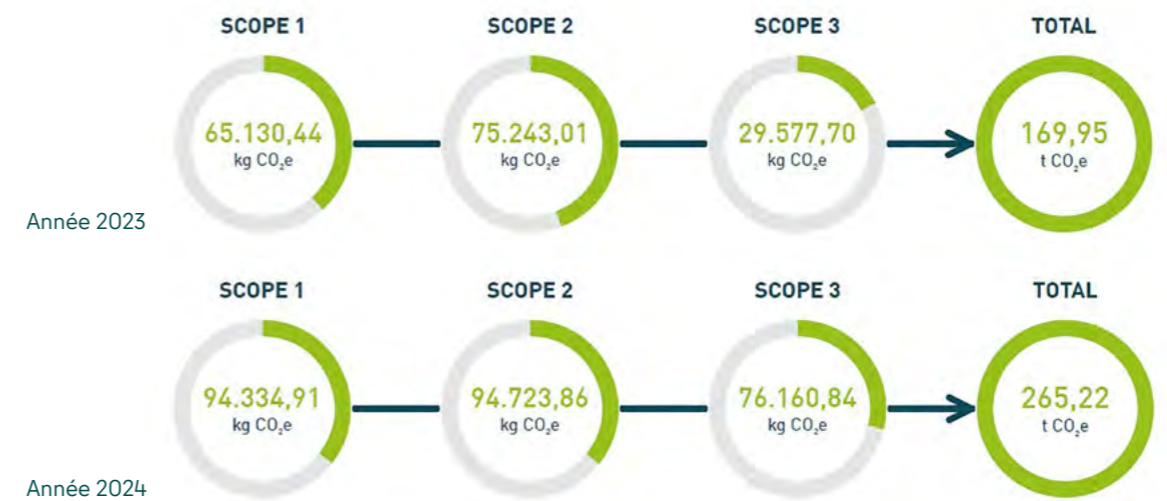 SCOPE 1 SCOPE 2 SCOPE 3 TOTAL
65.130,44 75.243,01 29.577,70 169,95
kg CO₂e kg CO₂e kg CO₂e t CO₂e
Année 2023
SCOPE 1 SCOPE 2 SCOPE 3 TOTAL
94.334,91 94.723,86 76.160,84 265,22
kg CO₂e kg CO₂e kg CO₂e t CO₂e
Année 2024